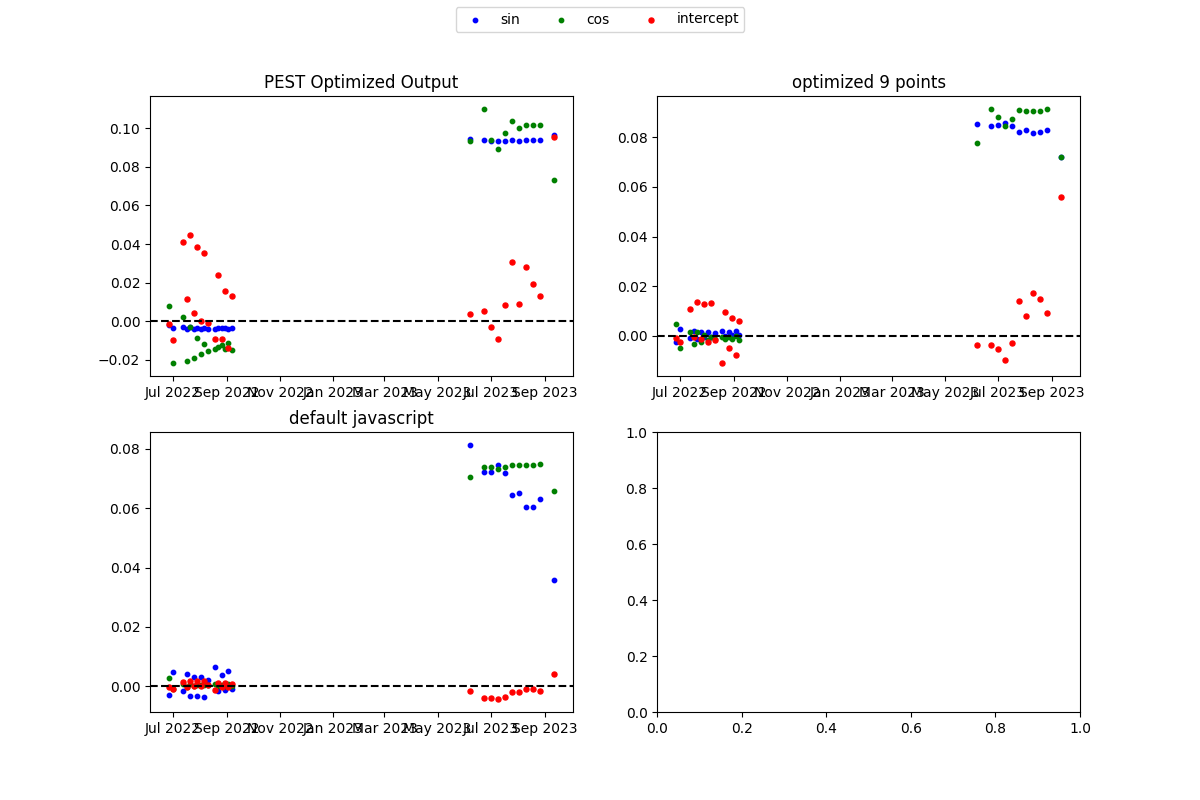 sin cos intercept
PEST Optimized Output
0.10
0.08
0.06
0.04
0.02
0.00
−0.02
Jul 2022 Sep 2022 Nov 2022 Jan 2023 Mar 2023 May 2023 Jul 2023 Sep 2023
optimized 9 points
0.08
0.06
0.04
0.02
0.00
Jul 2022 Sep 2022 Nov 2022 Jan 2023 Mar 2023 May 2023 Jul 2023 Sep 2023
default javascript
0.08
0.06
0.04
0.02
0.00
Jul 2022 Sep 2022 Nov 2022 Jan 2023 Mar 2023 May 2023 Jul 2023 Sep 2023
1.0
0.8
0.6
0.4
0.2
0.0
0.0 0.2 0.4 0.6 0.8 1.0